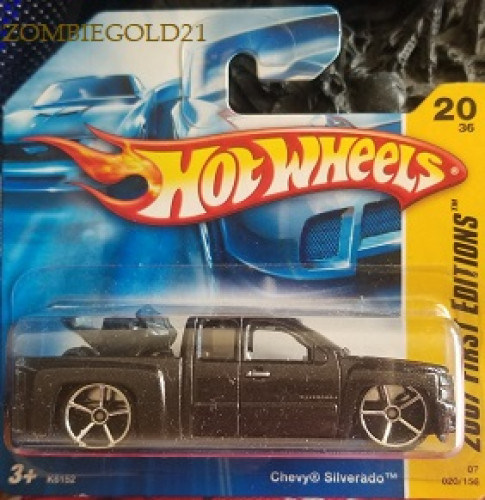 ZOMBIEGOLD21
HOT WHEELS®
20
36
2007 FIRST EDITIONS™
3+
K6152
Chevy® Silverado™
07
020/156